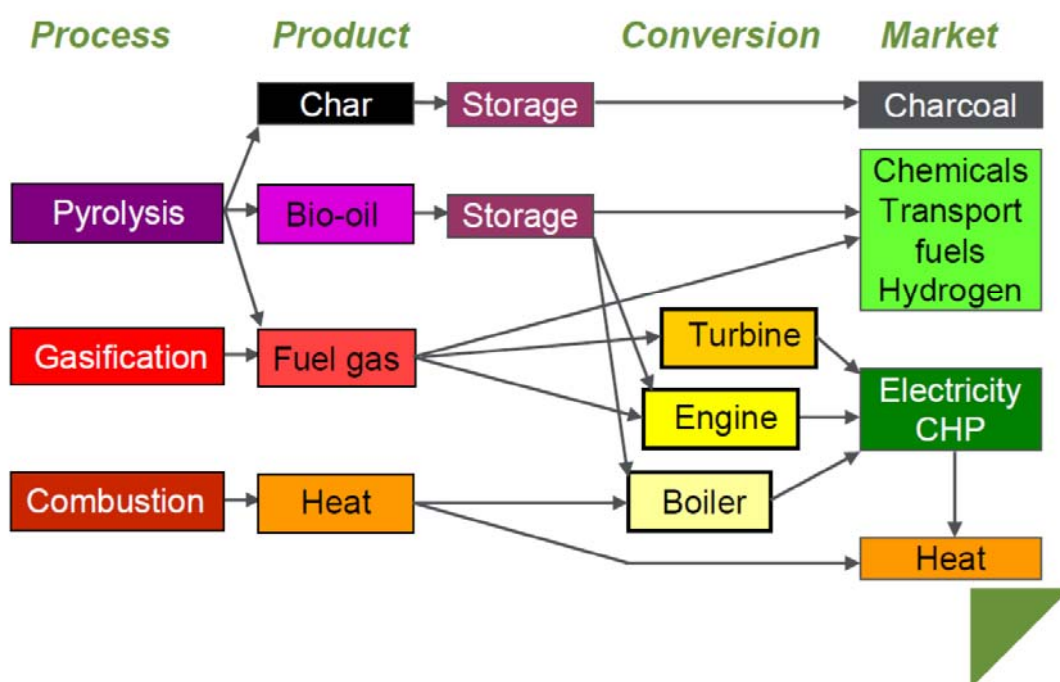 Process Product Conversion Market
Char Storage Charcoal
Pyrolysis Bio-oil Storage Chemicals
Transport
fuels
Hydrogen
Gasification Fuel gas Turbine
Engine Electricity
CHP
Combustion Heat Boiler
Heat